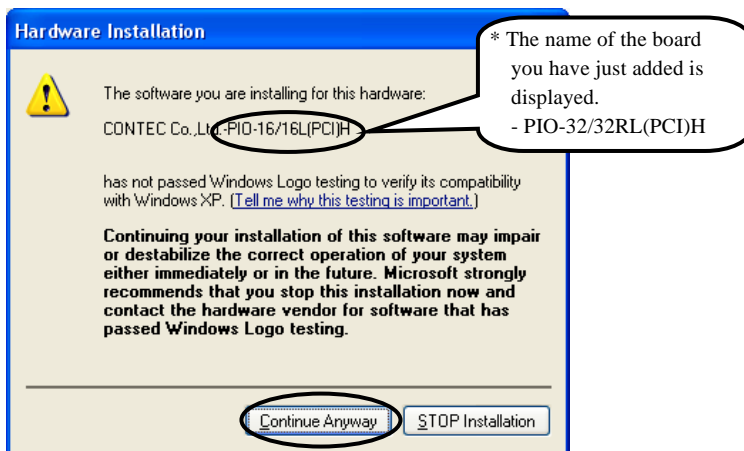 Hardware Installation
* The name of the board
you have just added is
displayed.
- PIO-32/32RL(PCI)H
The software you are installing for this hardware:
CONTEC Co.,Ltd.-PIO-16/16L(PCI)H
has not passed Windows Logo testing to verify its compatibility
with Windows XP. (Tell me why this testing is important.)
Continuing your installation of this software may impair
or destabilize the correct operation of your system
either immediately or in the future. Microsoft strongly
recommends that you stop this installation now and
contact the hardware vendor for software that has
passed Windows Logo testing.
Continue Anyway
STOP Installation